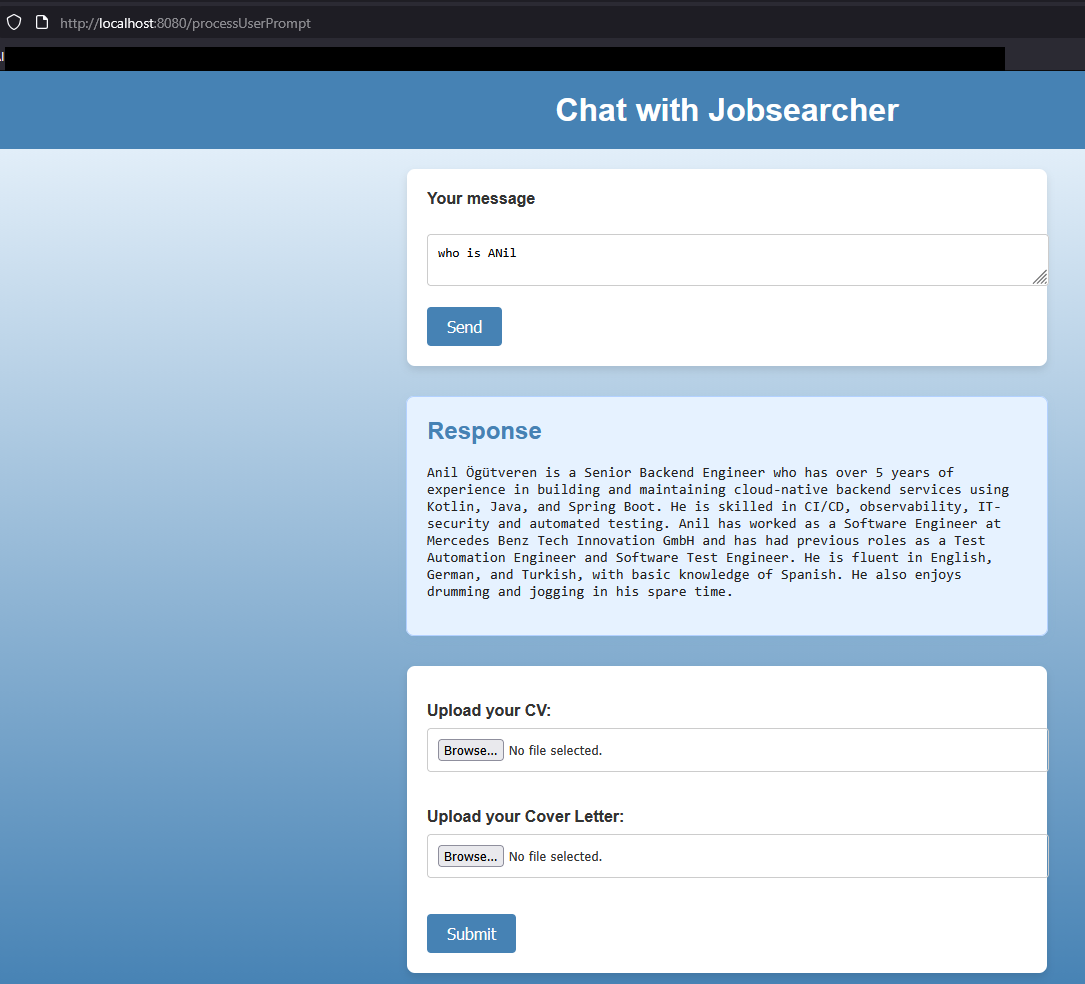 http://localhost:8080/processUserPrompt
Chat with Jobsearcher
Your message
who is ANil
Send
Response
Anil Ögütveren is a Senior Backend Engineer who has over 5 years of
experience in building and maintaining cloud-native backend services using
Kotlin, Java, and Spring Boot. He is skilled in CI/CD, observability, IT-
security and automated testing. Anil has worked as a Software Engineer at
Mercedes Benz Tech Innovation GmbH and has had previous roles as a Test
Automation Engineer and Software Test Engineer. He is fluent in English,
German, and Turkish, with basic knowledge of Spanish. He also enjoys
drumming and jogging in his spare time.
Upload your CV:
Browse... No file selected.
Upload your Cover Letter:
Browse... No file selected.
Submit